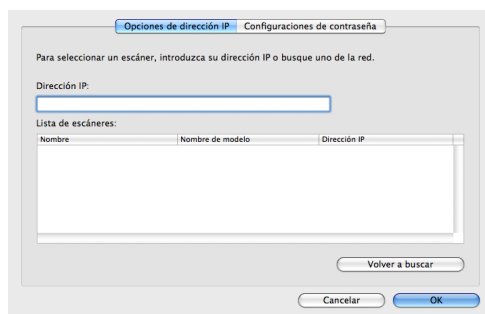 Opciones de dirección IP Configuraciones de contraseña
Para seleccionar un escáner, introduzca su dirección IP o busque uno de la red.
Dirección IP:
Lista de escáneres:
Nombre Nombre de modelo Dirección IP
Volver a buscar
Cancelar OK